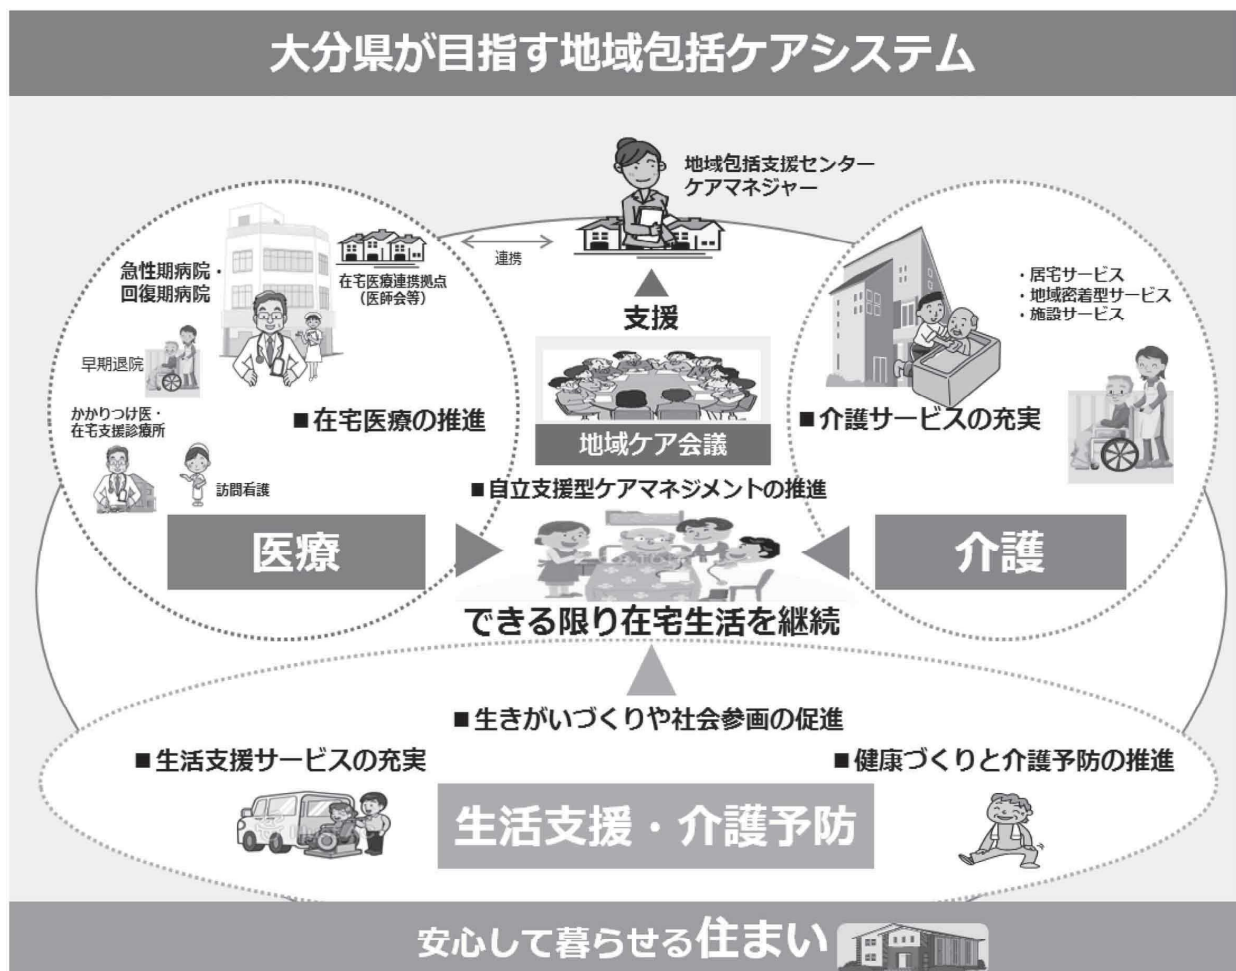 大分県が目指す地域包括ケアシステム
地域包括支援センター
ケアマネジャー
連携
急性期病院・
回復期病院
在宅医療連携拠点
（医師会等）
早期退院
かかりつけ医・
在宅支援診療所
訪問看護
■在宅医療の推進
医療
支援
地域ケア会議
■自立支援型ケアマネジメントの推進
できる限り在宅生活を継続
・居宅サービス
・地域密着型サービス
・施設サービス
■介護サービスの充実
介護
■生きがいづくりや社会参画の促進
■生活支援サービスの充実
■健康づくりと介護予防の推進
生活支援・介護予防
安心して暮らせる住まい